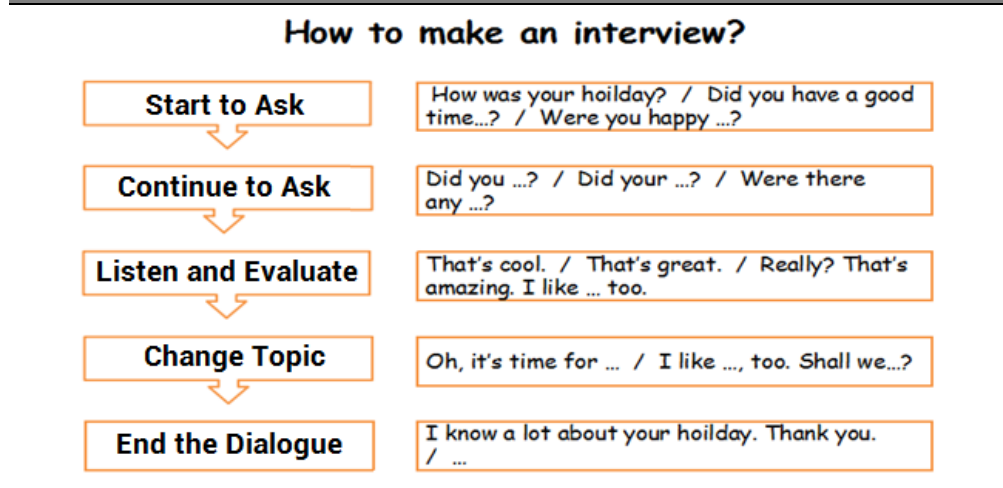 How to make an interview?
Start to Ask
How was your hoilday? / Did you have a good
time...? / Were you happy ...?
Continue to Ask
Did you ...? / Did your ...? / Were there
any ...?
Listen and Evaluate
That's cool. / That's great. / Really? That's
amazing. I like ... too.
Change Topic
Oh, it's time for ... / I like ..., too. Shall we...?
End the Dialogue
I know a lot about your hoilday. Thank you.
/ ...